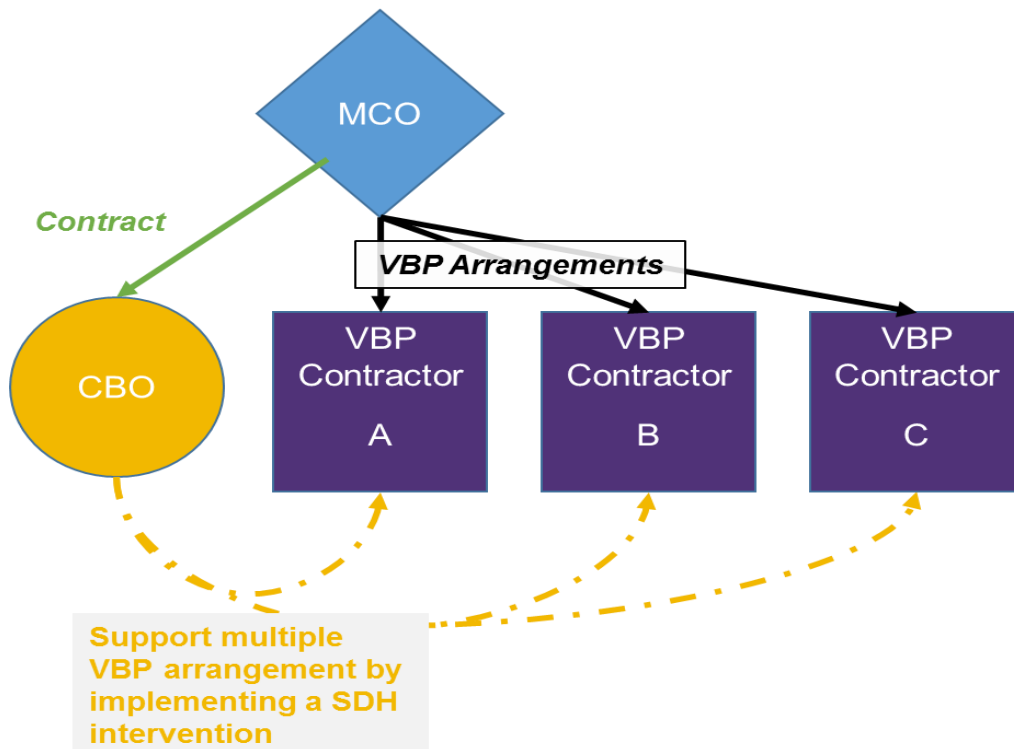 MCO
Contract
VBP Arrangements
CBO
VBP
Contractor
A
VBP
Contractor
B
VBP
Contractor
C
Support multiple
VBP arrangement by
implementing a SDH
intervention